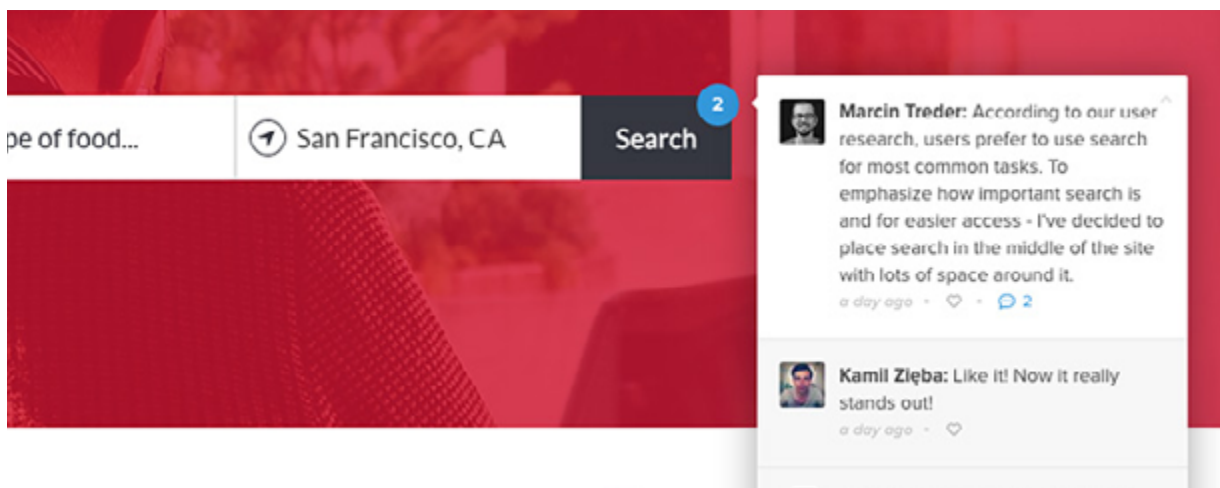 pe of food...
San Francisco, CA
Search
2
Marcin Treder: According to our user
research, users prefer to use search
for most common tasks. To
emphasize how important search is
and for easier access - I've decided to
place search in the middle of the site
with lots of space around it.
a day ago - - 2
Kamil Zięba: Like it! Now it really
stands out!
a day ago -